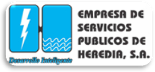 EMPRESA DE
SERVICIOS
PUBLICOS DE
HEREDIA, S.A.
Desarrollo Inteligente